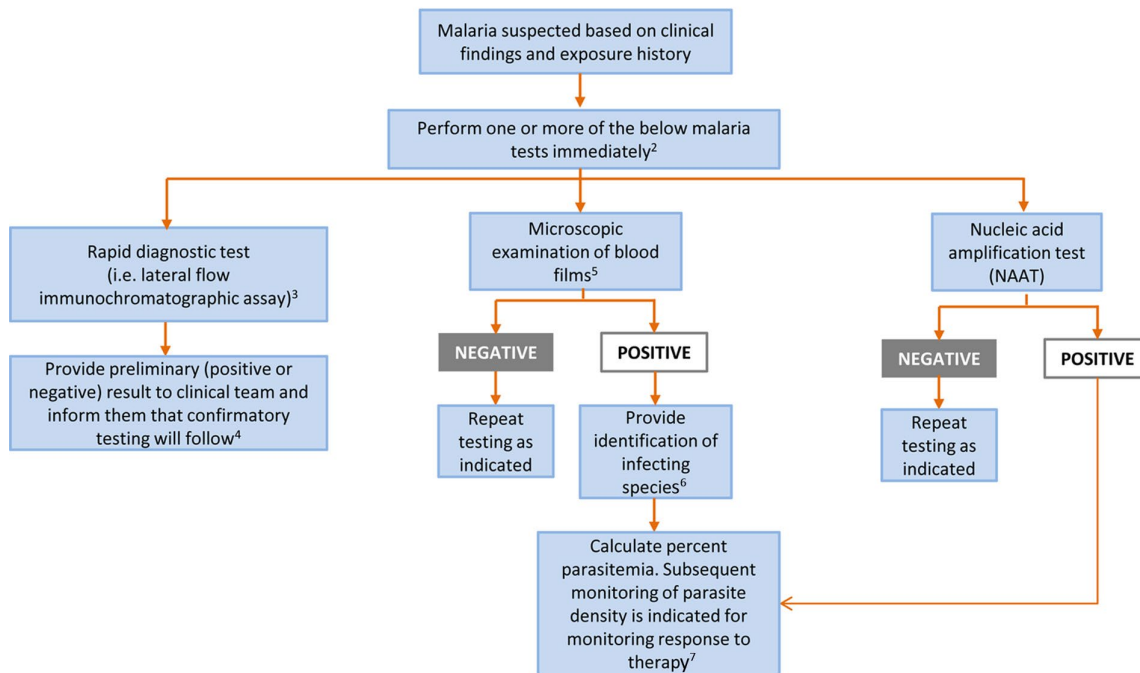 Malaria suspected based on clinical
findings and exposure history
Perform one or more of the below malaria
tests immediately²
Rapid diagnostic test
(i.e. lateral flow
immunochromatographic assay)³
Provide preliminary (positive or
negative) result to clinical team and
inform them that confirmatory
testing will follow⁴
Microscopic
examination of blood
films⁵
NEGATIVE
POSITIVE
Repeat
testing as
indicated
Provide
identification of
infecting
species⁶
Calculate percent
parasitemia. Subsequent
monitoring of parasite
density is indicated for
monitoring response to
therapy⁷
Nucleic acid
amplification test
(NAAT)
NEGATIVE
POSITIVE
Repeat
testing as
indicated